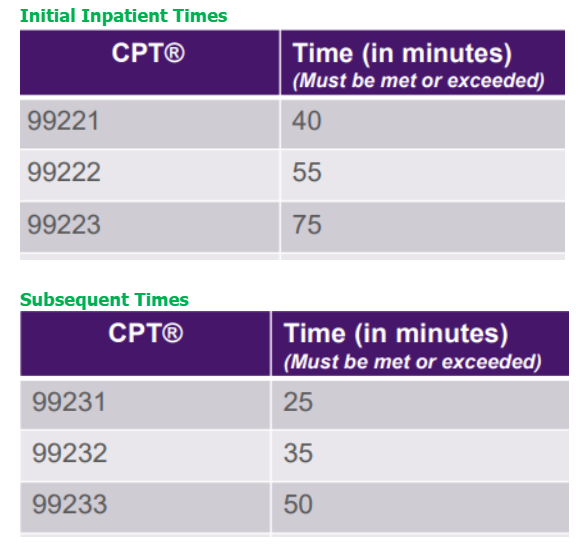 Initial Inpatient Times
CPT® Time (in minutes)
(Must be met or exceeded)
99221 40
99222 55
99223 75
Subsequent Times
CPT® Time (in minutes)
(Must be met or exceeded)
99231 25
99232 35
99233 50